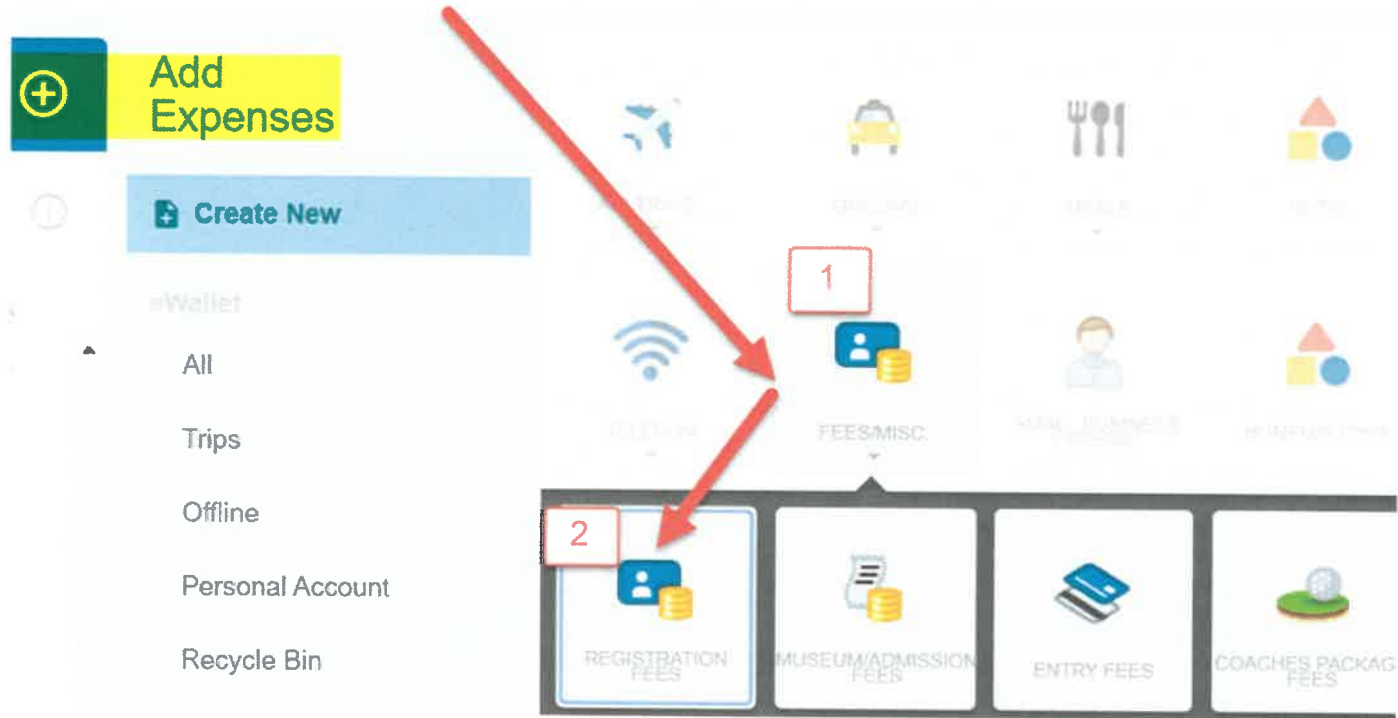 Add
Expenses
Create New
eWallet
All
Trips
Offline
Personal Account
Recycle Bin
1
FEES/MISC.
2
REGISTRATION
FEES
MUSEUM/ADMISSION
FEES
ENTRY FEES
COACHES PACKAG
FEES